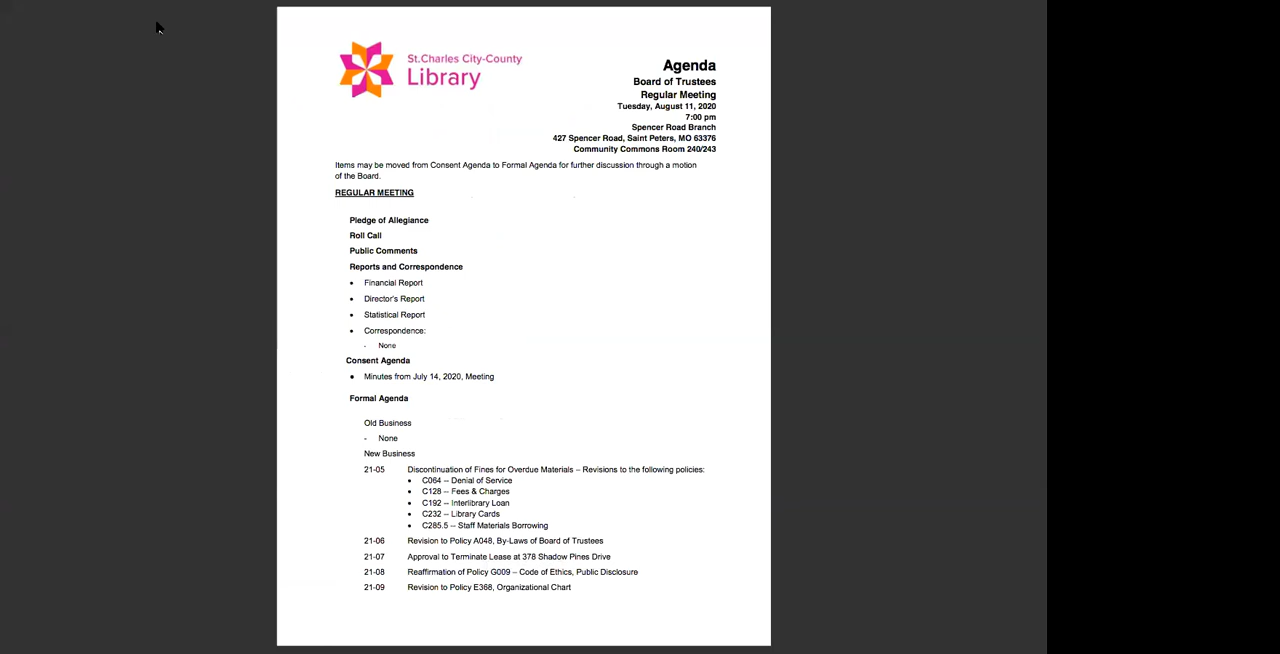 St.Charles City-County
Library
Agenda
Board of Trustees
Regular Meeting
Tuesday, August 11, 2020
7:00 pm
Spencer Road Branch
427 Spencer Road, Saint Peters, MO 63376
Community Commons Room 240/243
Items may be moved from Consent Agenda to Formal Agenda for further discussion through a motion
of the Board.
REGULAR MEETING
Pledge of Allegiance
Roll Call
Public Comments
Reports and Correspondence
• Financial Report
• Director's Report
• Statistical Report
• Correspondence:
- None
Consent Agenda
• Minutes from July 14, 2020, Meeting
Formal Agenda
Old Business
- None
New Business
21-05 Discontinuation of Fines for Overdue Materials – Revisions to the following policies:
• C064 -- Denial of Service
• C128 -- Fees & Charges
• C192 -- Interlibrary Loan
• C232 -- Library Cards
• C285.5 -- Staff Materials Borrowing
21-06 Revision to Policy A048, By-Laws of Board of Trustees
21-07 Approval to Terminate Lease at 378 Shadow Pines Drive
21-08 Reaffirmation of Policy G009 – Code of Ethics, Public Disclosure
21-09 Revision to Policy E368, Organizational Chart